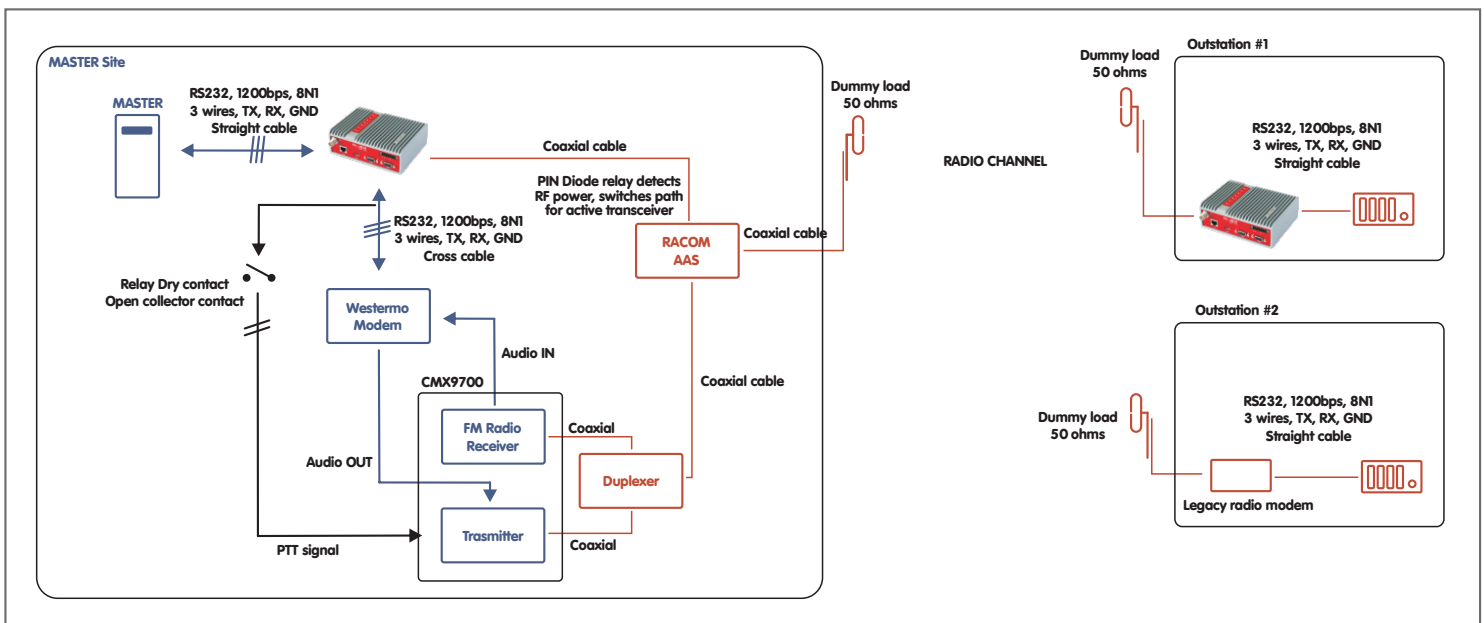 MASTER Site
MASTER
RS232, 1200bps, 8N1
3 wires, TX, RX, GND
Straight cable
Coaxial cable
PIN Diode relay detects
RF power, switches path
for active transceiver
Dummy load
50 ohms
RS232, 1200bps, 8N1
3 wires, TX, RX, GND
Cross cable
RACOM
AAS
Coaxial cable
Relay Dry contact
Open collector contact
Westermo
Modem
Audio IN
Coaxial cable
CMX9700
FM Radio
Receiver
Coaxial
Audio OUT
Duplexer
Trasmitter
Coaxial
PTT signal
RADIO CHANNEL
Outstation #1
Dummy load
50 ohms
RS232, 1200bps, 8N1
3 wires, TX, RX, GND
Straight cable
Outstation #2
Dummy load
50 ohms
RS232, 1200bps, 8N1
3 wires, TX, RX, GND
Straight cable
Legacy radio modem